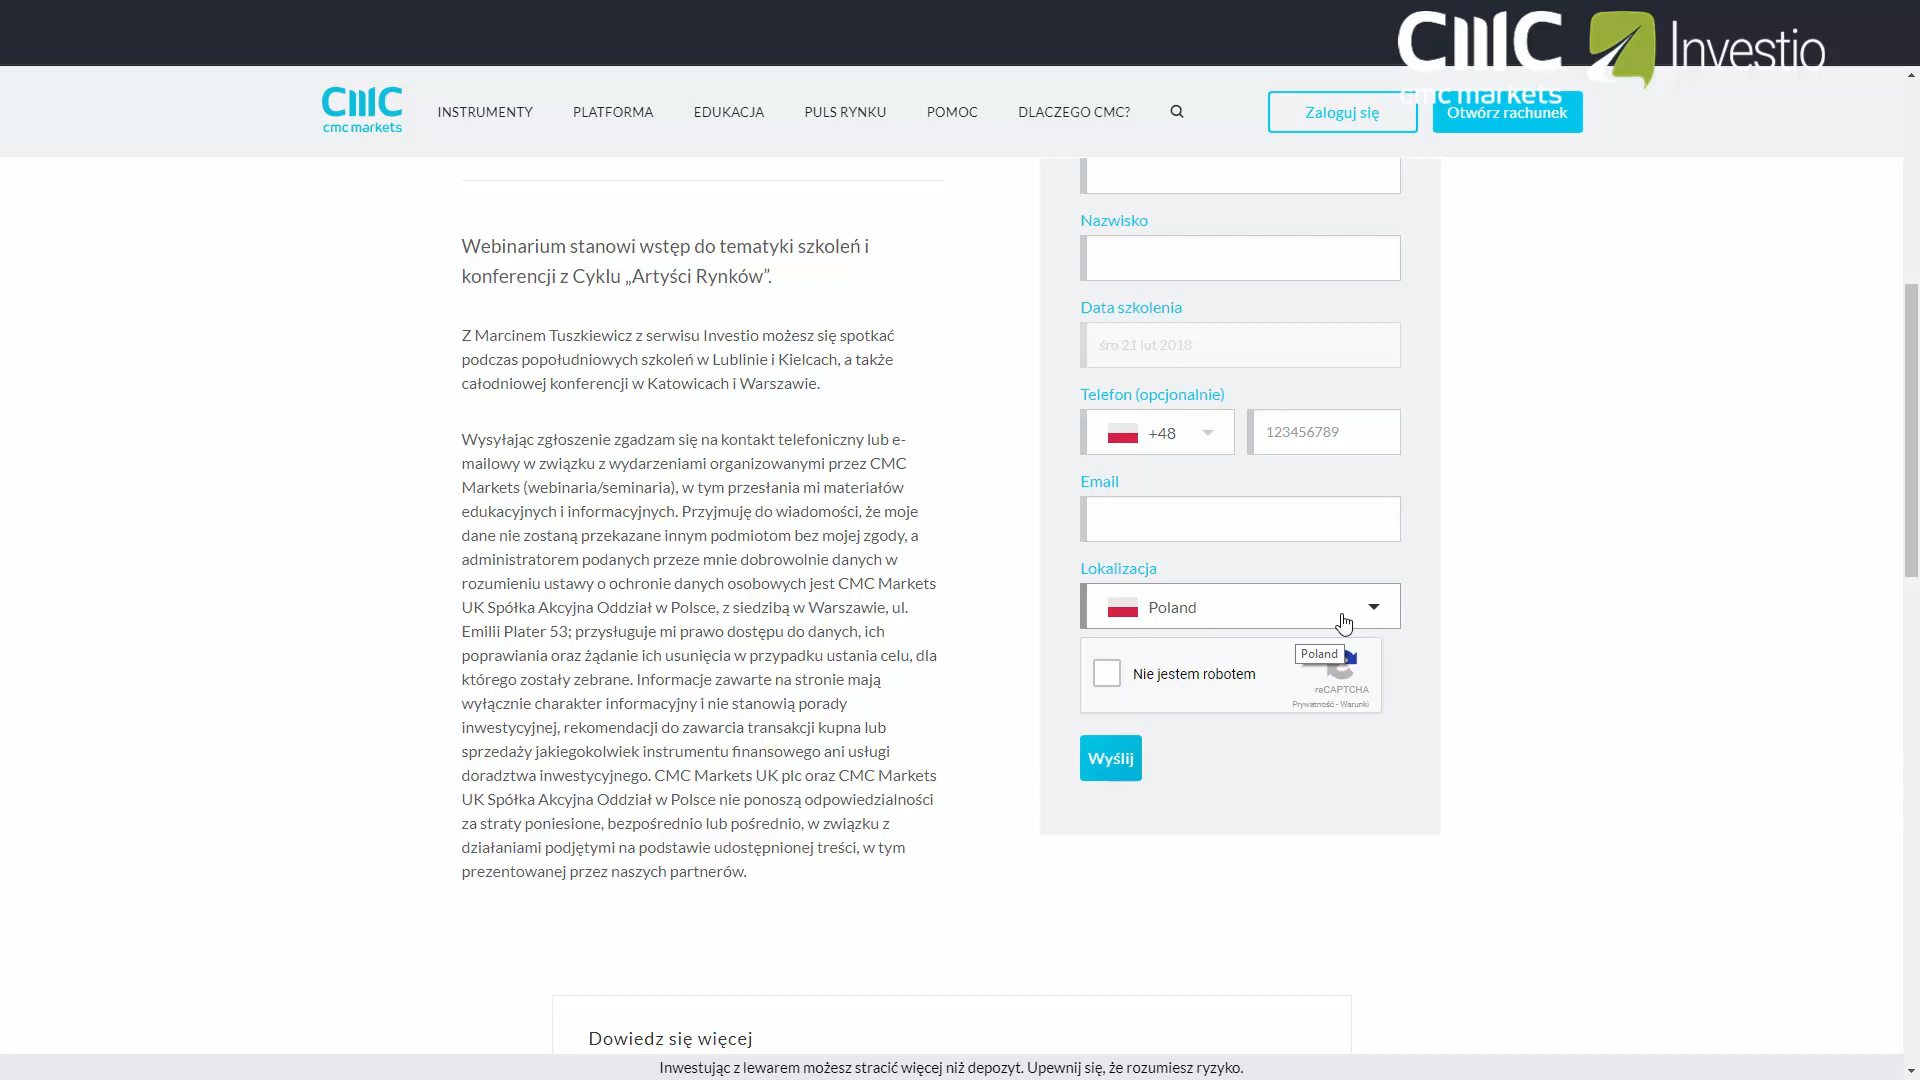 CMC Investio
cmc markets
CMC
cmc markets
INSTRUMENTY
PLATFORMA
EDUKACJA
PULS RYNKU
POMOC
DLACZEGO CMC?
Zaloguj się
Otwórz rachunek
Webinarium stanowi wstęp do tematyki szkoleń i
konferencji z Cyklu „Artyści Rynków”.
Z Marcinem Tuszkiewicz z serwisu Investio możesz się spotkać
podczas popołudniowych szkoleń w Lublinie i Kielcach, a także
całodniowej konferencji w Katowicach i Warszawie.
Wysyłając zgłoszenie zgadzam się na kontakt telefoniczny lub e-
mailowy w związku z wydarzeniami organizowanymi przez CMC
Markets (webinaria/seminaria), w tym przesłania mi materiałów
edukacyjnych i informacyjnych. Przyjmuję do wiadomości, że moje
dane nie zostaną przekazane innym podmiotom bez mojej zgody, a
administratorem podanych przeze mnie dobrowolnie danych w
rozumieniu ustawy o ochronie danych osobowych jest CMC Markets
UK Spółka Akcyjna Oddział w Polsce, z siedzibą w Warszawie, ul.
Emilii Plater 53; przysługuje mi prawo dostępu do danych, ich
poprawiania oraz żądanie ich usunięcia w przypadku ustania celu, dla
którego zostały zebrane. Informacje zawarte na stronie mają
wyłącznie charakter informacyjny i nie stanowią porady
inwestycyjnej, rekomendacji do zawarcia transakcji kupna lub
sprzedaży jakiegokolwiek instrumentu finansowego ani usługi
doradztwa inwestycyjnego. CMC Markets UK plc oraz CMC Markets
UK Spółka Akcyjna Oddział w Polsce nie ponoszą odpowiedzialności
za straty poniesione, bezpośrednio lub pośrednio, w związku z
działaniami podjętymi na podstawie udostępnionej treści, w tym
prezentowanej przez naszych partnerów.
Nazwisko
Data szkolenia
śro 21 lut 2018
Telefon (opcjonalnie)
+48
123456789
Email
Lokalizacja
Poland
Poland
Nie jestem robotem
reCAPTCHA
Prywatność - Warunki
Wyślij
Dowiedz się więcej
Inwestując z lewarem możesz stracić więcej niż depozyt. Upewnij się, że rozumiesz ryzyko.